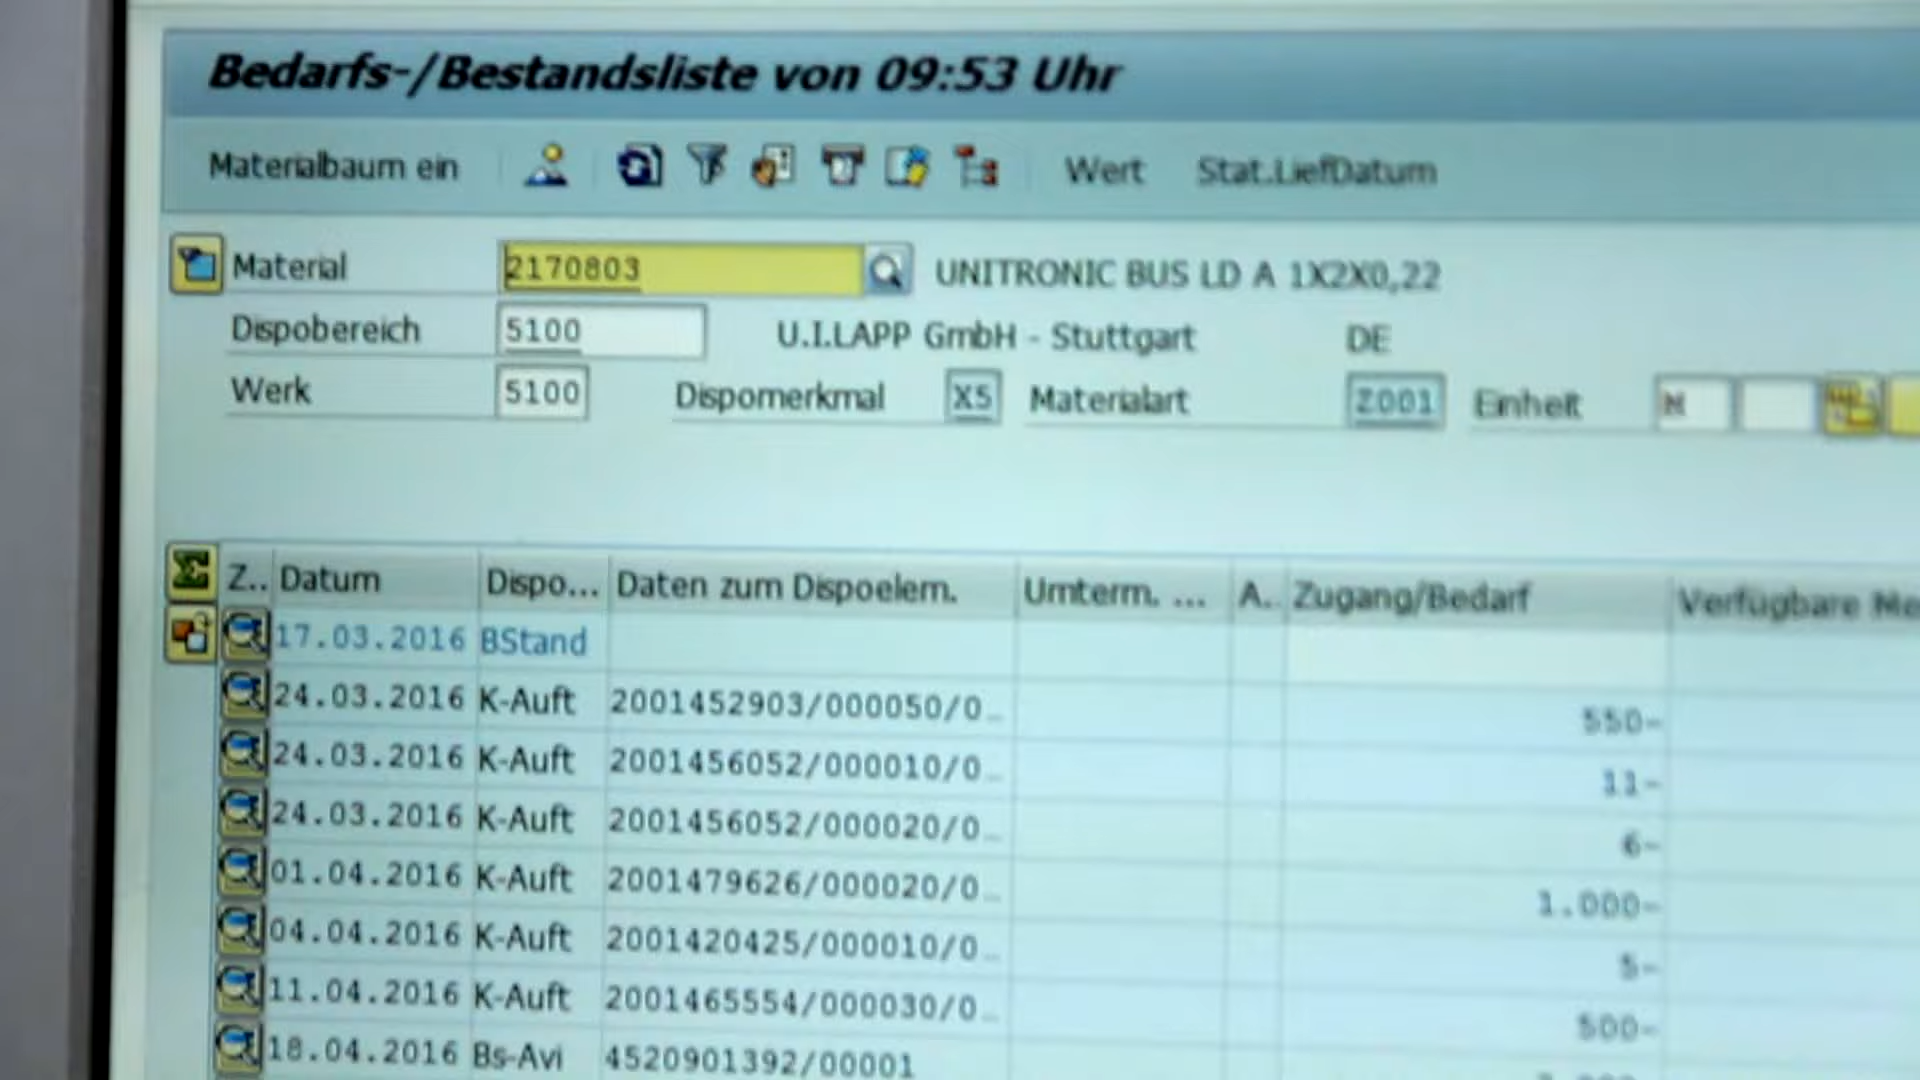 Bedarfs-/Bestandsliste von 09:53 Uhr
Materialbaum ein Wert Stat.LiefDatum
Material 2170803 UNITRONIC BUS LD A 1X2X0,22
Dispobereich 5100 U.I.LAPP GmbH - Stuttgart DE
Werk 5100 Dispomerkmal X5 Materialart Z001 Einheit M
Z.. Datum Dispo... Daten zum Dispoelem. Umterm. ... A.. Zugang/Bedarf Verfügbare Me
17.03.2016 BStand
24.03.2016 K-Auft 2001452903/000050/0... 550-
24.03.2016 K-Auft 2001456052/000010/0... 11-
24.03.2016 K-Auft 2001456052/000020/0... 6-
01.04.2016 K-Auft 2001479626/000020/0... 1.000-
04.04.2016 K-Auft 2001420425/000010/0... 5-
11.04.2016 K-Auft 2001465554/000030/0... 500-
18.04.2016 Bs-Avi 4520901392/00001